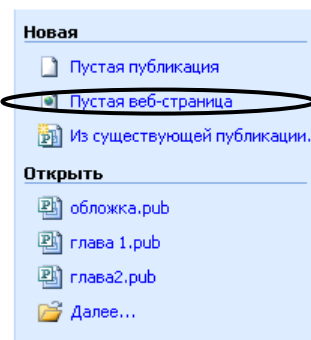 Новая
Пустая публикация
Пустая веб-страница
Из существующей публикации.
Открыть
обложка.pub
глава 1.pub
глава2.pub
Далее...